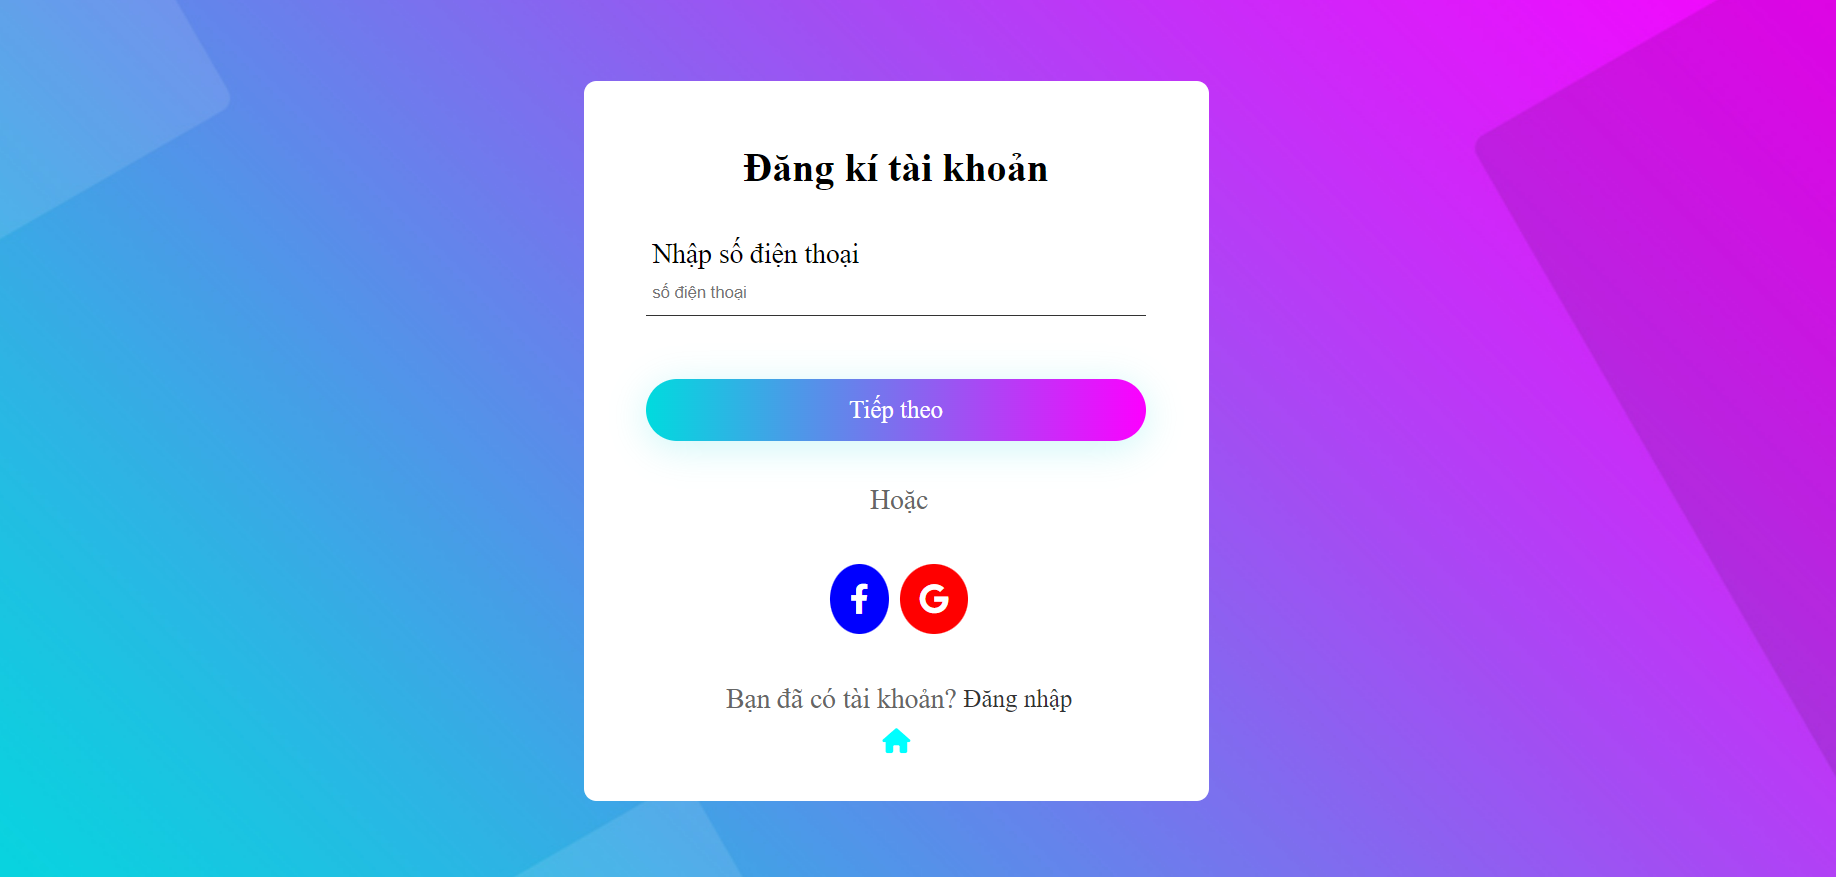 Đăng kí tài khoản
Nhập số điện thoại
số điện thoại
Tiếp theo
Hoặc
Bạn đã có tài khoản? Đăng nhập